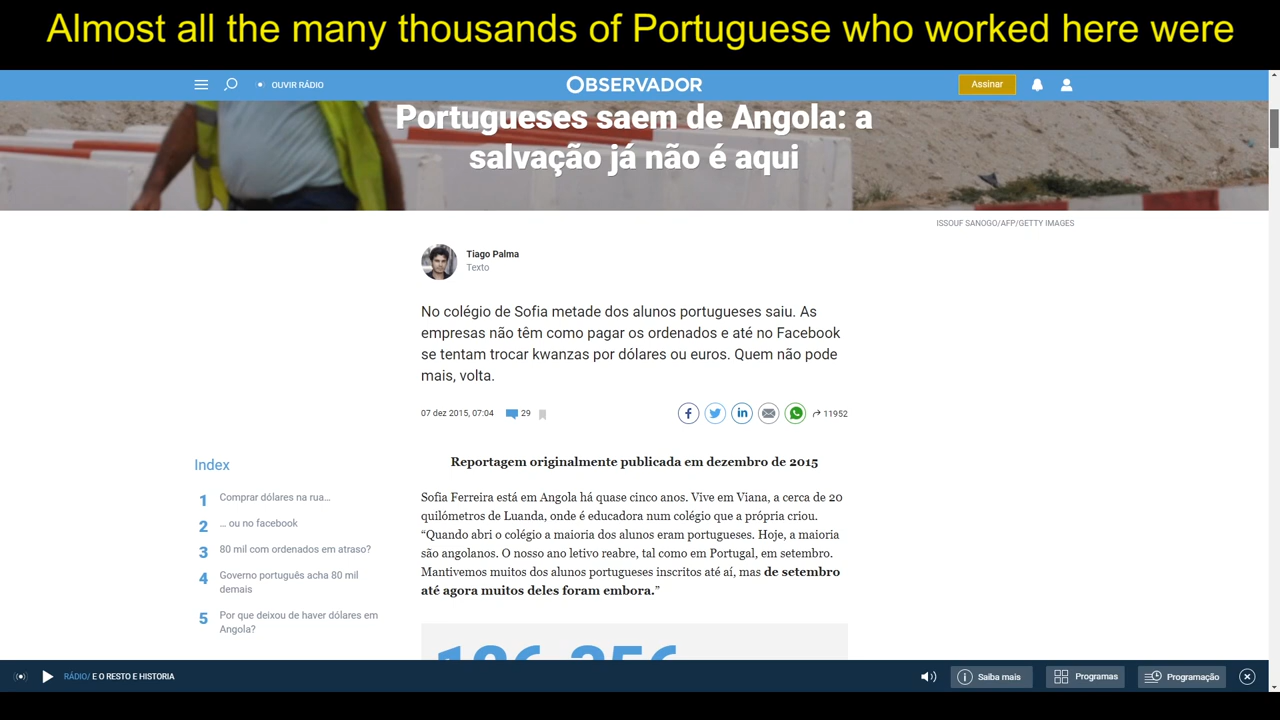 Almost all the many thousands of Portuguese who worked here were
OUVIR RÁDIO
OBSERVADOR
Assinar
Portugueses saem de Angola: a
salvação já não é aqui
ISSOUF SANOGO/AFP/GETTY IMAGES
Tiago Palma
Texto
No colégio de Sofia metade dos alunos portugueses saiu. As
empresas não têm como pagar os ordenados e até no Facebook
se tentam trocar kwanzas por dólares ou euros. Quem não pode
mais, volta.
07 dez 2015, 07:04 29 11952
Index
1 Comprar dólares na rua…
2 … ou no facebook
3 80 mil com ordenados em atraso?
4 Governo português acha 80 mil
demais
5 Por que deixou de haver dólares em
Angola?
Reportagem originalmente publicada em dezembro de 2015
Sofia Ferreira está em Angola há quase cinco anos. Vive em Viana, a cerca de 20
quilómetros de Luanda, onde é educadora num colégio que a própria criou.
“Quando abri o colégio a maioria dos alunos eram portugueses. Hoje, a maioria
são angolanos. O nosso ano letivo reabre, tal como em Portugal, em setembro.
Mantivemos muitos dos alunos portugueses inscritos até aí, mas de setembro
até agora muitos deles foram embora.”
RÁDIO/ E O RESTO E HISTORIA
Saiba mais
Programas
Programação